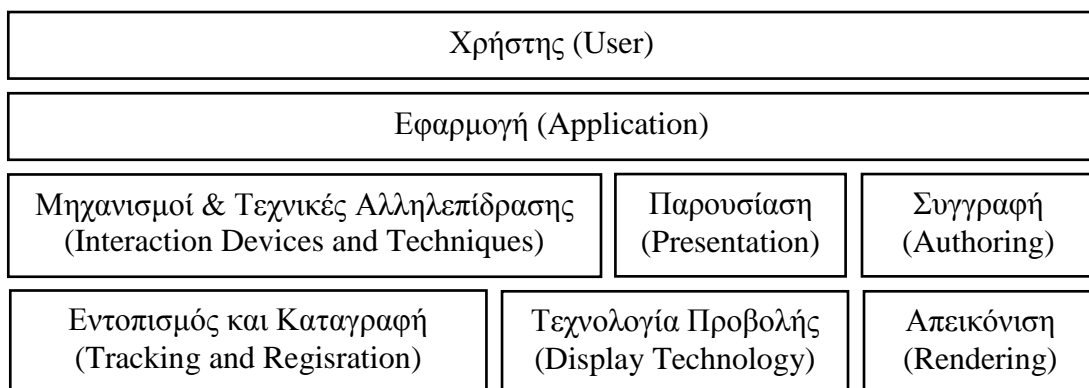 Χρήστης (User)
Εφαρμογή (Application)
Μηχανισμοί & Τεχνικές Αλληλεπίδρασης
(Interaction Devices and Techniques)
Παρουσίαση
(Presentation)
Συγγραφή
(Authoring)
Εντοπισμός και Καταγραφή
(Tracking and Regisration)
Τεχνολογία Προβολής
(Display Technology)
Απεικόνιση
(Rendering)